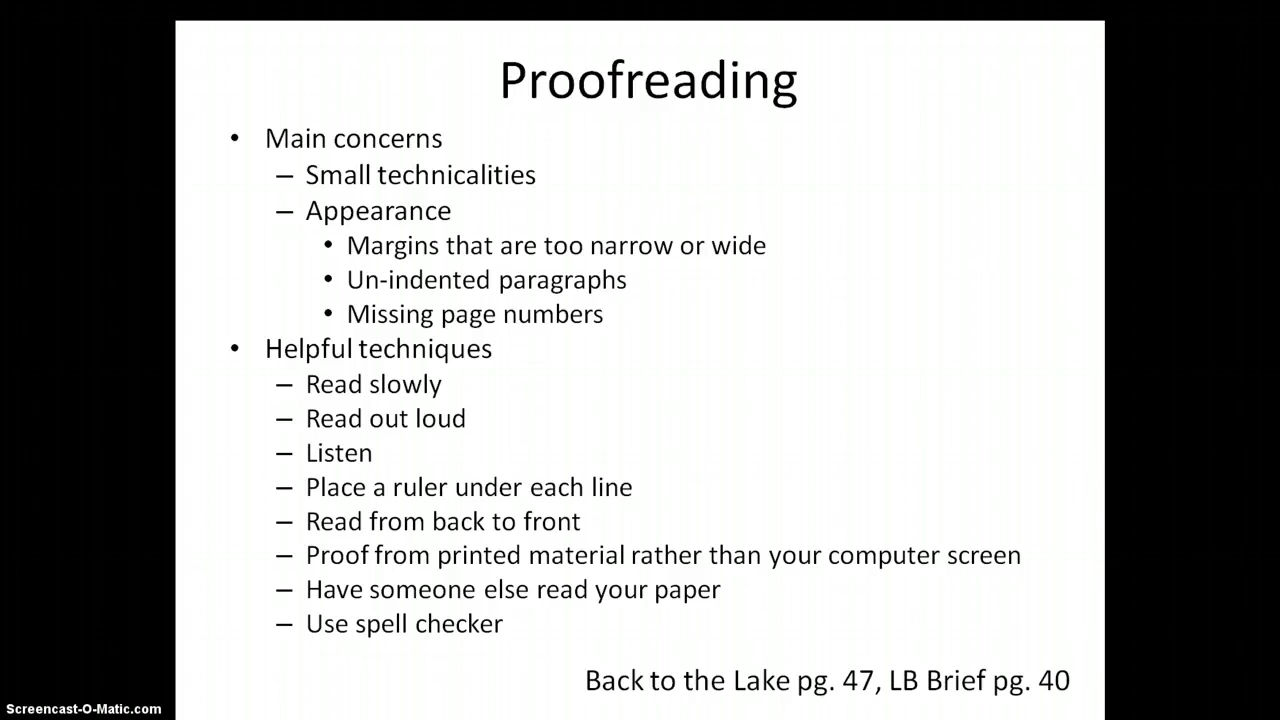 Proofreading
• Main concerns
– Small technicalities
– Appearance
• Margins that are too narrow or wide
• Un-indented paragraphs
• Missing page numbers
• Helpful techniques
– Read slowly
– Read out loud
– Listen
– Place a ruler under each line
– Read from back to front
– Proof from printed material rather than your computer screen
– Have someone else read your paper
– Use spell checker
Back to the Lake pg. 47, LB Brief pg. 40
Screencast-O-Matic.com